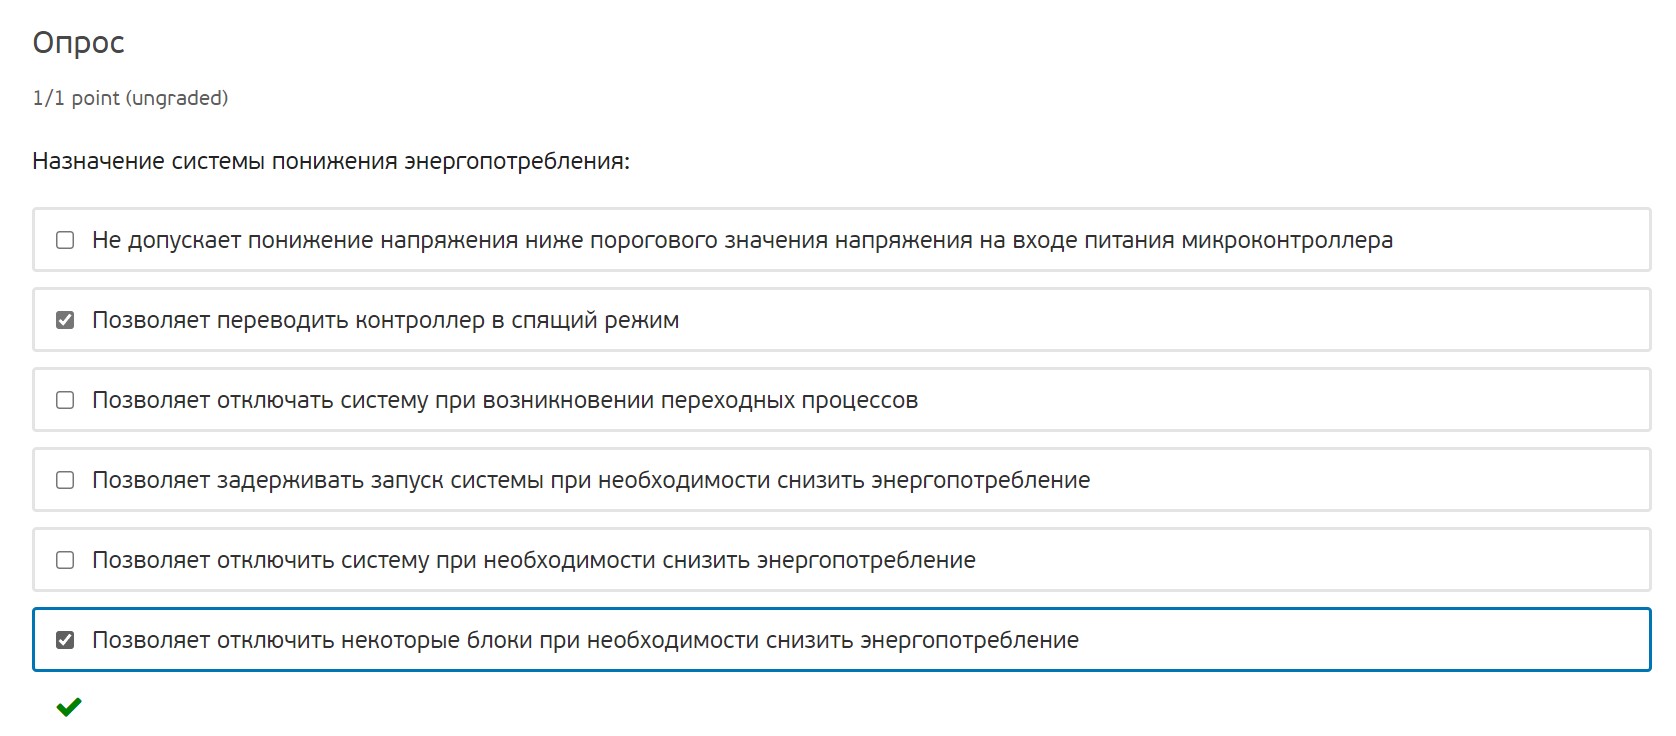 Опрос
1/1 point (ungraded)
Назначение системы понижения энергопотребления:
Не допускает понижение напряжения ниже порогового значения напряжения на входе питания микроконтроллера
Позволяет переводить контроллер в спящий режим
Позволяет отключать систему при возникновении переходных процессов
Позволяет задерживать запуск системы при необходимости снизить энергопотребление
Позволяет отключить систему при необходимости снизить энергопотребление
Позволяет отключить некоторые блоки при необходимости снизить энергопотребление